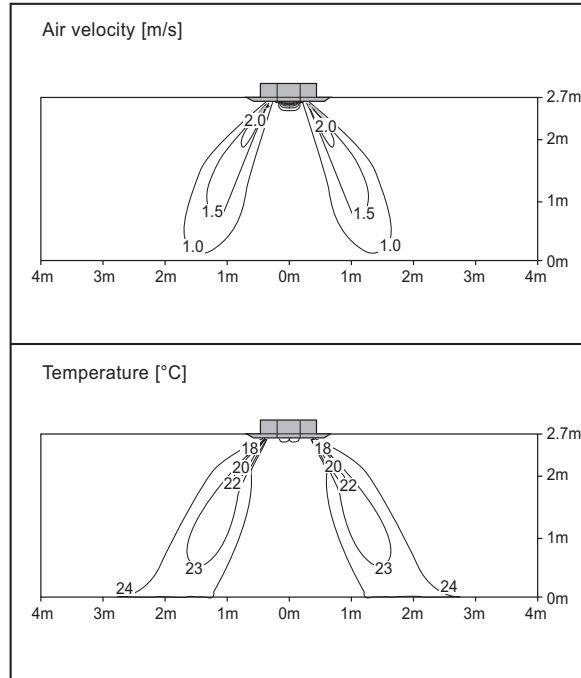 Air velocity [m/s]
2.7m
2.0 2.0
2m
1.5 1.5
1m
1.0 1.0
0m
4m 3m 2m 1m 0m 1m 2m 3m 4m
Temperature [°C]
2.7m
18 18
20 20
2m
22 22
1m
23 23
24 24
0m
4m 3m 2m 1m 0m 1m 2m 3m 4m